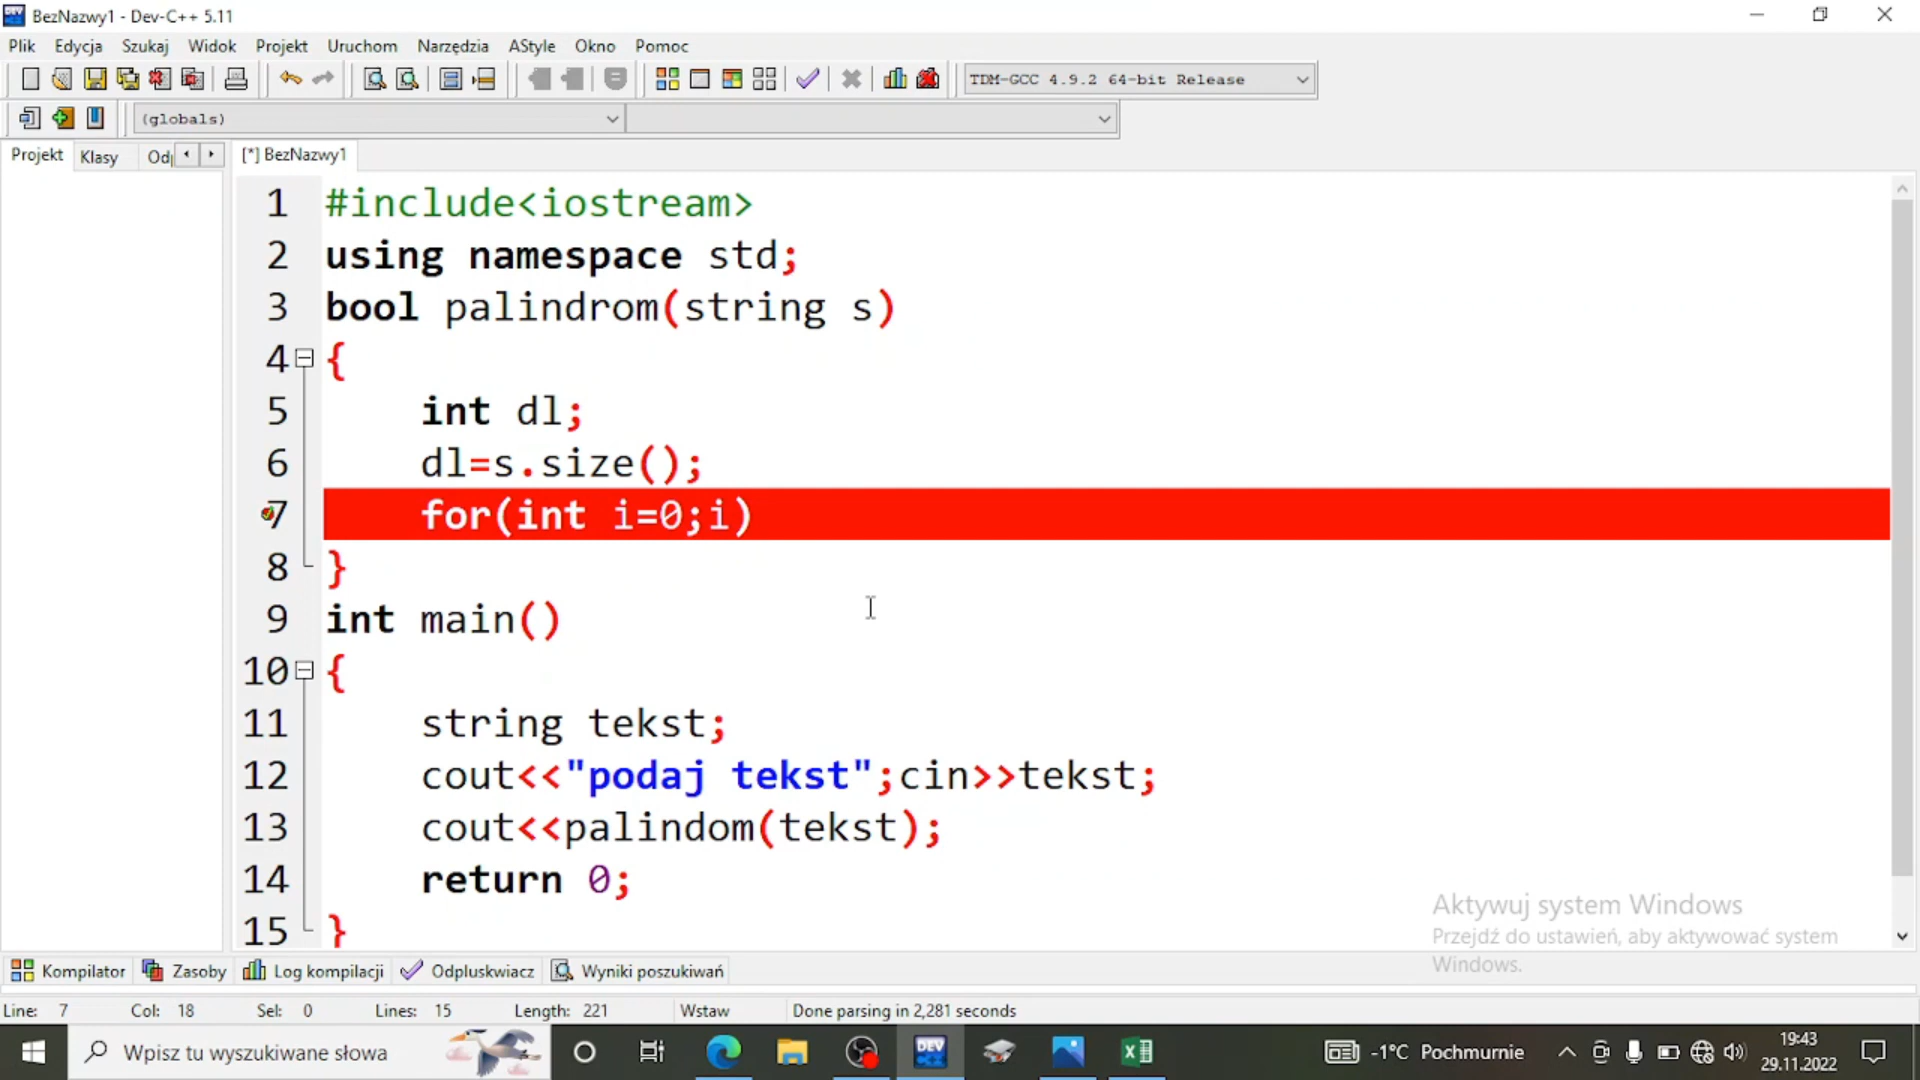 BezNazwy1 - Dev-C++ 5.11
Plik Edycja Szukaj Widok Projekt Uruchom Narzędzia AStyle Okno Pomoc
TDM-GCC 4.9.2 64-bit Release
(globals)
Projekt Klasy Odp [*] BezNazwy1
1 #include<iostream>
2 using namespace std;
3 bool palindrom(string s)
4 {
5 int dl;
6 dl=s.size();
7 for(int i=0;i)
8 }
9 int main()
10 {
11 string tekst;
12 cout<<"podaj tekst";cin>>tekst;
13 cout<<palindom(tekst);
14 return 0;
15 }
Aktywuj system Windows
Przejdź do ustawień, aby aktywować system
Windows.
Kompilator Zasoby Log kompilacji Odpluskwiacz Wyniki poszukiwań
Line: 7 Col: 18 Sel: 0 Lines: 15 Length: 221 Wstaw Done parsing in 2,281 seconds
Wpisz tu wyszukiwane słowa DEV C++ -1°C Pochmurnie 19:43
29.11.2022